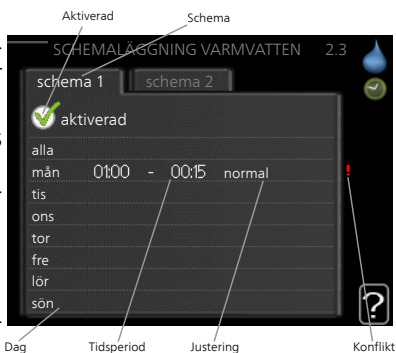 Aktiverad Schema
SCHEMALÄGGNING VARMVATTEN 2.3
schema 1 schema 2
aktiverad
alla
mån 01:00 - 00:15 normal !
tis
ons
tor
fre
lör
sön ?
Dag Tidsperiod Justering Konflikt